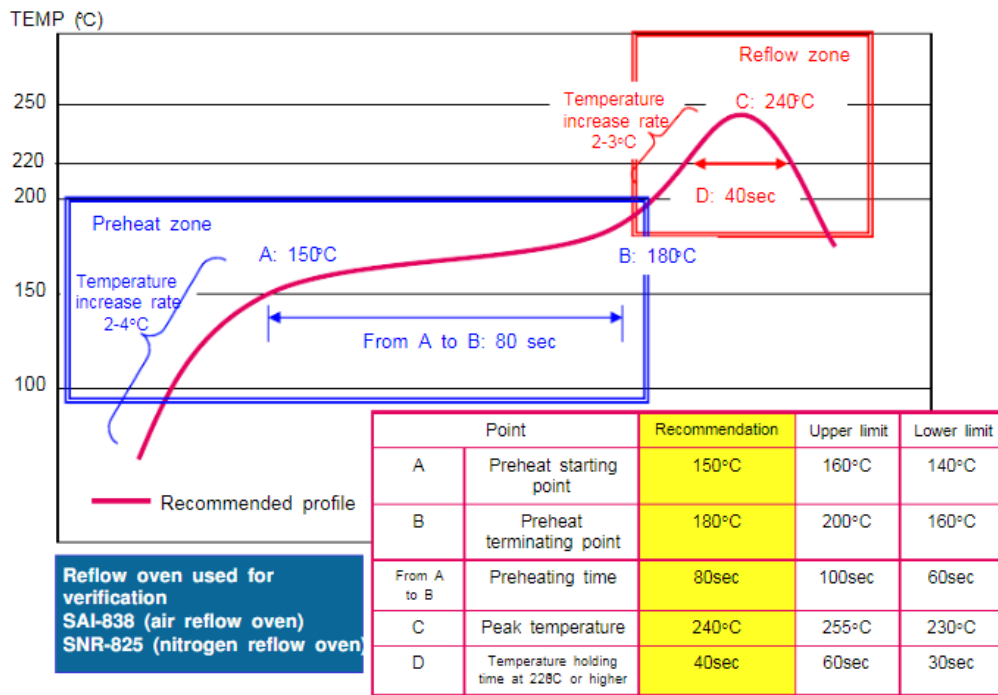 TEMP (°C)
250
220
200
150
100
Reflow zone
C: 240°C
Temperature
increase rate
2-3°C
D: 40sec
Preheat zone
A: 150°C
B: 180°C
Temperature
increase rate
2-4°C
From A to B: 80 sec
Recommended profile
Point Recommendation Upper limit Lower limit
A Preheat starting point 150°C 160°C 140°C
B Preheat terminating point 180°C 200°C 160°C
From A to B Preheating time 80sec 100sec 60sec
C Peak temperature 240°C 255°C 230°C
D Temperature holding time at 220°C or higher 40sec 60sec 30sec
Reflow oven used for
verification
SAI-838 (air reflow oven)
SNR-825 (nitrogen reflow oven)